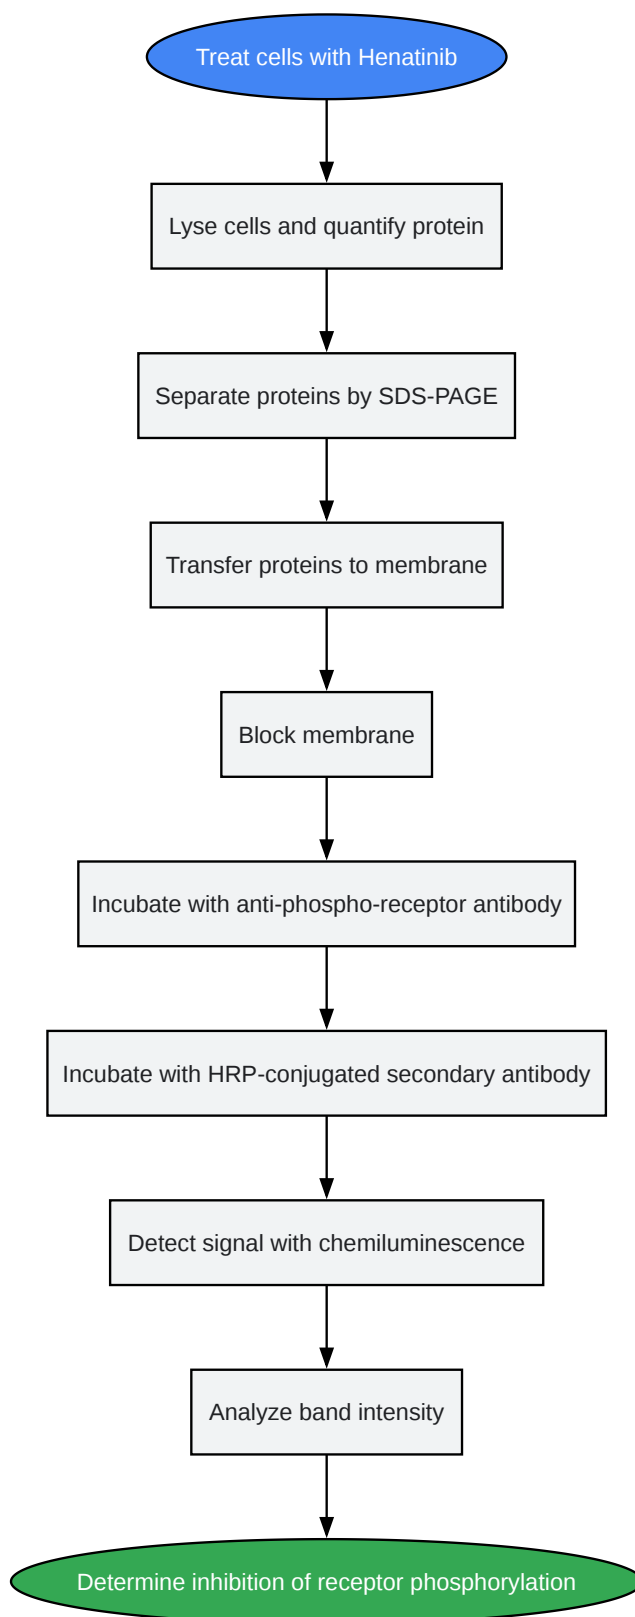 Treat cells with Henatinib
Lyse cells and quantify protein
Separate proteins by SDS-PAGE
Transfer proteins to membrane
Block membrane
Incubate with anti-phospho-receptor antibody
Incubate with HRP-conjugated secondary antibody
Detect signal with chemiluminescence
Analyze band intensity
Determine inhibition of receptor phosphorylation